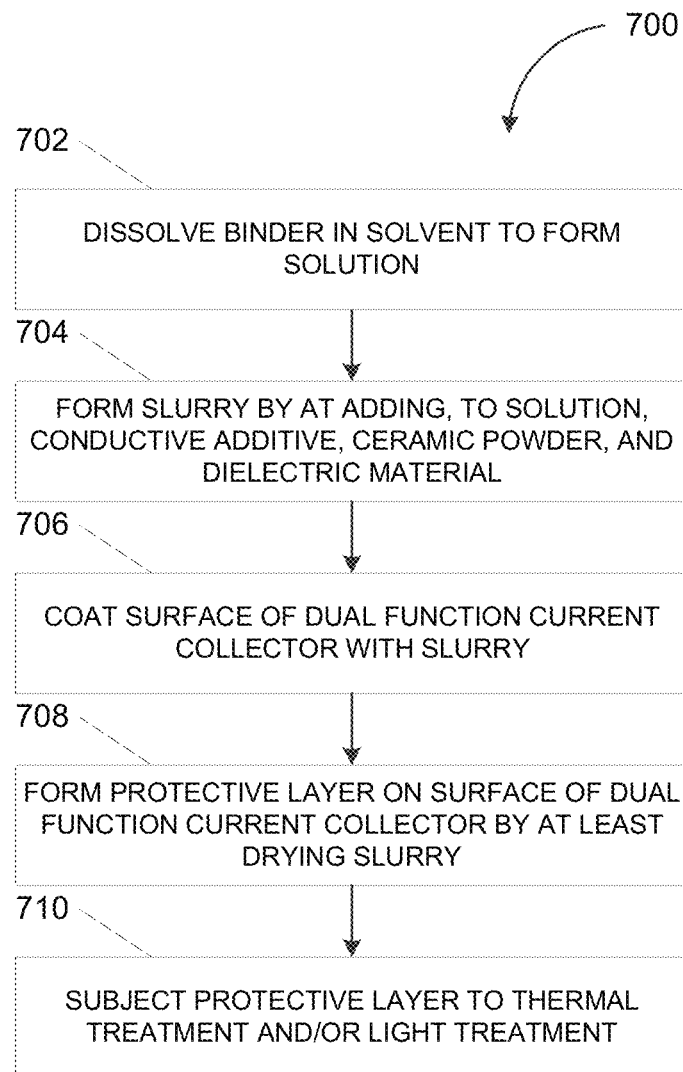 700
702
DISSOLVE BINDER IN SOLVENT TO FORM
SOLUTION
704
FORM SLURRY BY AT ADDING, TO SOLUTION,
CONDUCTIVE ADDITIVE, CERAMIC POWDER, AND
DIELECTRIC MATERIAL
706
COAT SURFACE OF DUAL FUNCTION CURRENT
COLLECTOR WITH SLURRY
708
FORM PROTECTIVE LAYER ON SURFACE OF DUAL
FUNCTION CURRENT COLLECTOR BY AT LEAST
DRYING SLURRY
710
SUBJECT PROTECTIVE LAYER TO THERMAL
TREATMENT AND/OR LIGHT TREATMENT